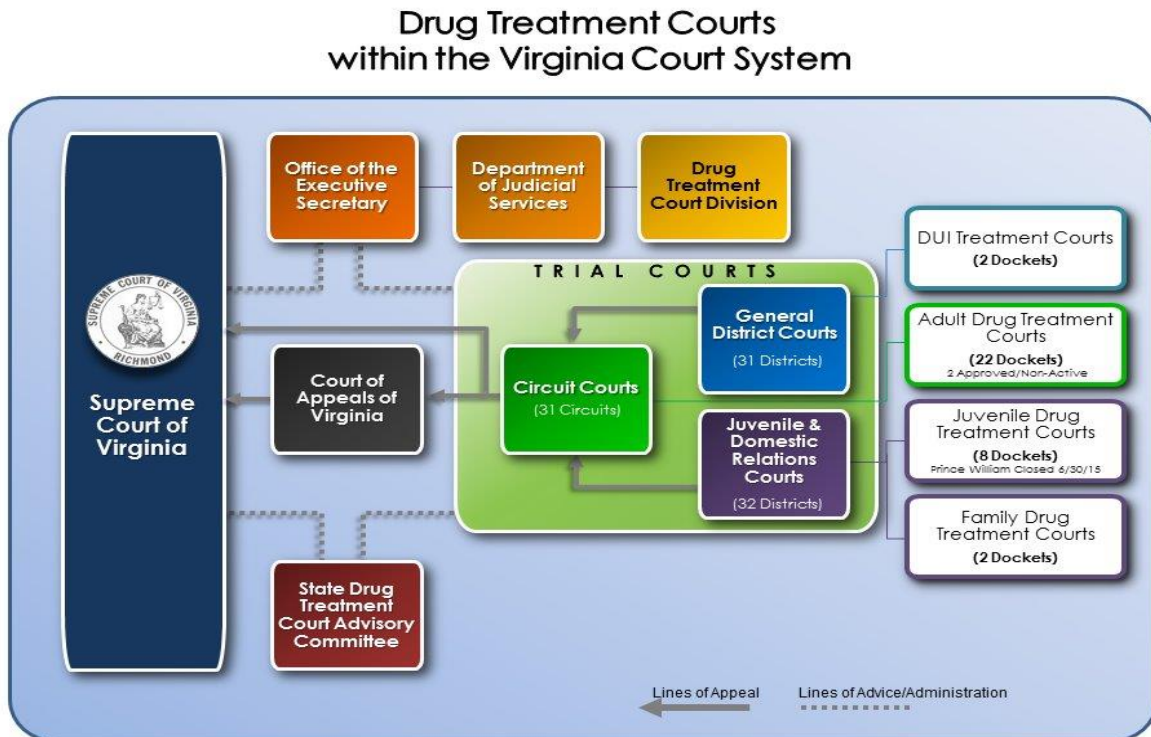 Drug Treatment Courts
within the Virginia Court System
Office of the
Executive
Secretary
Department
of Judicial
Services
Drug
Treatment
Court Division
DUI Treatment Courts
(2 Dockets)
TRIAL COURTS
SUPREME COURT OF VIRGINIA
RICHMOND
Supreme
Court of
Virginia
Court of
Appeals of
Virginia
Circuit Courts
(31 Circuits)
General
District Courts
(31 Districts)
Adult Drug Treatment
Courts
(22 Dockets)
2 Approved/Non-Active
Juvenile &
Domestic
Relations
Courts
(32 Districts)
Juvenile Drug
Treatment Courts
(8 Dockets)
Prince William Closed 6/30/15
Family Drug
Treatment Courts
(2 Dockets)
State Drug
Treatment
Court Advisory
Committee
Lines of Appeal
Lines of Advice/Administration